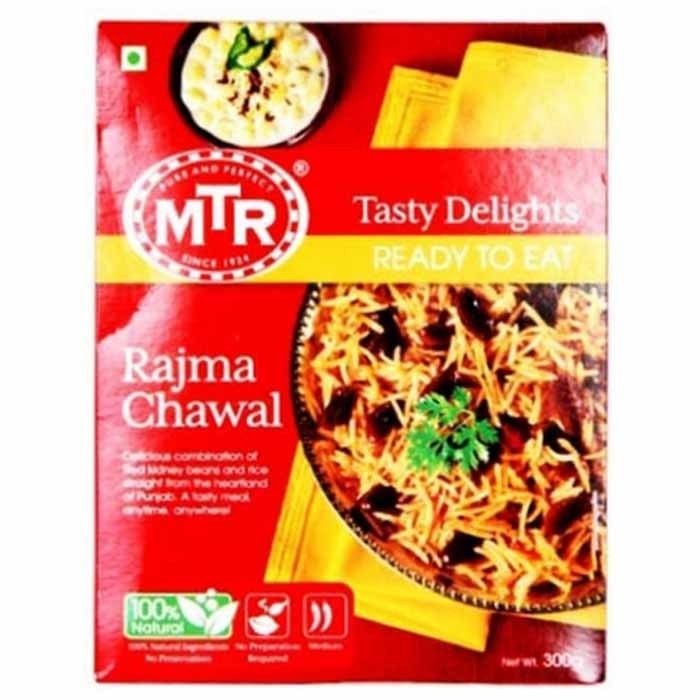 PURE AND PERFECT
MTR
®
SINCE 1924
Tasty Delights
READY TO EAT
Rajma
Chawal
Delicious combination of
Red kidney beans and rice
straight from the heartland
of Punjab. A tasty meal,
anytime, anywhere!
100%
Natural
100% Natural Ingredients
No Preservatives
No Preparation
Required
Medium
Net Wt. 300g